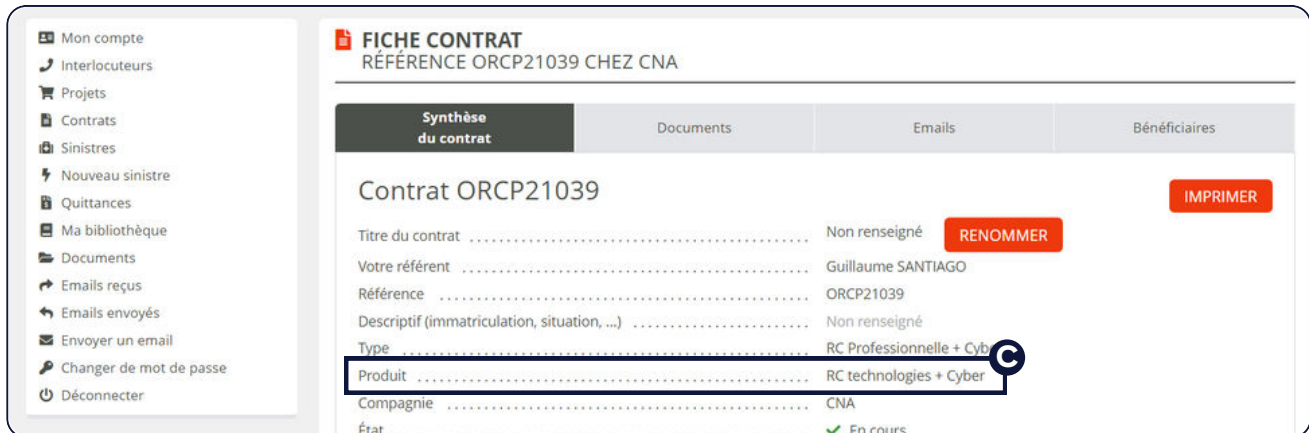 Mon compte
Interlocuteurs
Projets
Contrats
Sinistres
Nouveau sinistre
Quittances
Ma bibliothèque
Documents
Emails reçus
Emails envoyés
Envoyer un email
Changer de mot de passe
Déconnecter
FICHE CONTRAT
RÉFÉRENCE ORCP21039 CHEZ CNA
Synthèse
du contrat
Documents
Emails
Bénéficiaires
Contrat ORCP21039
IMPRIMER
Titre du contrat Non renseigné RENOMMER
Votre référent Guillaume SANTIAGO
Référence ORCP21039
Descriptif (immatriculation, situation, ...) Non renseigné
Type RC Professionnelle +
C
Produit RC technologies + Cyber
Compagnie CNA
État En cours